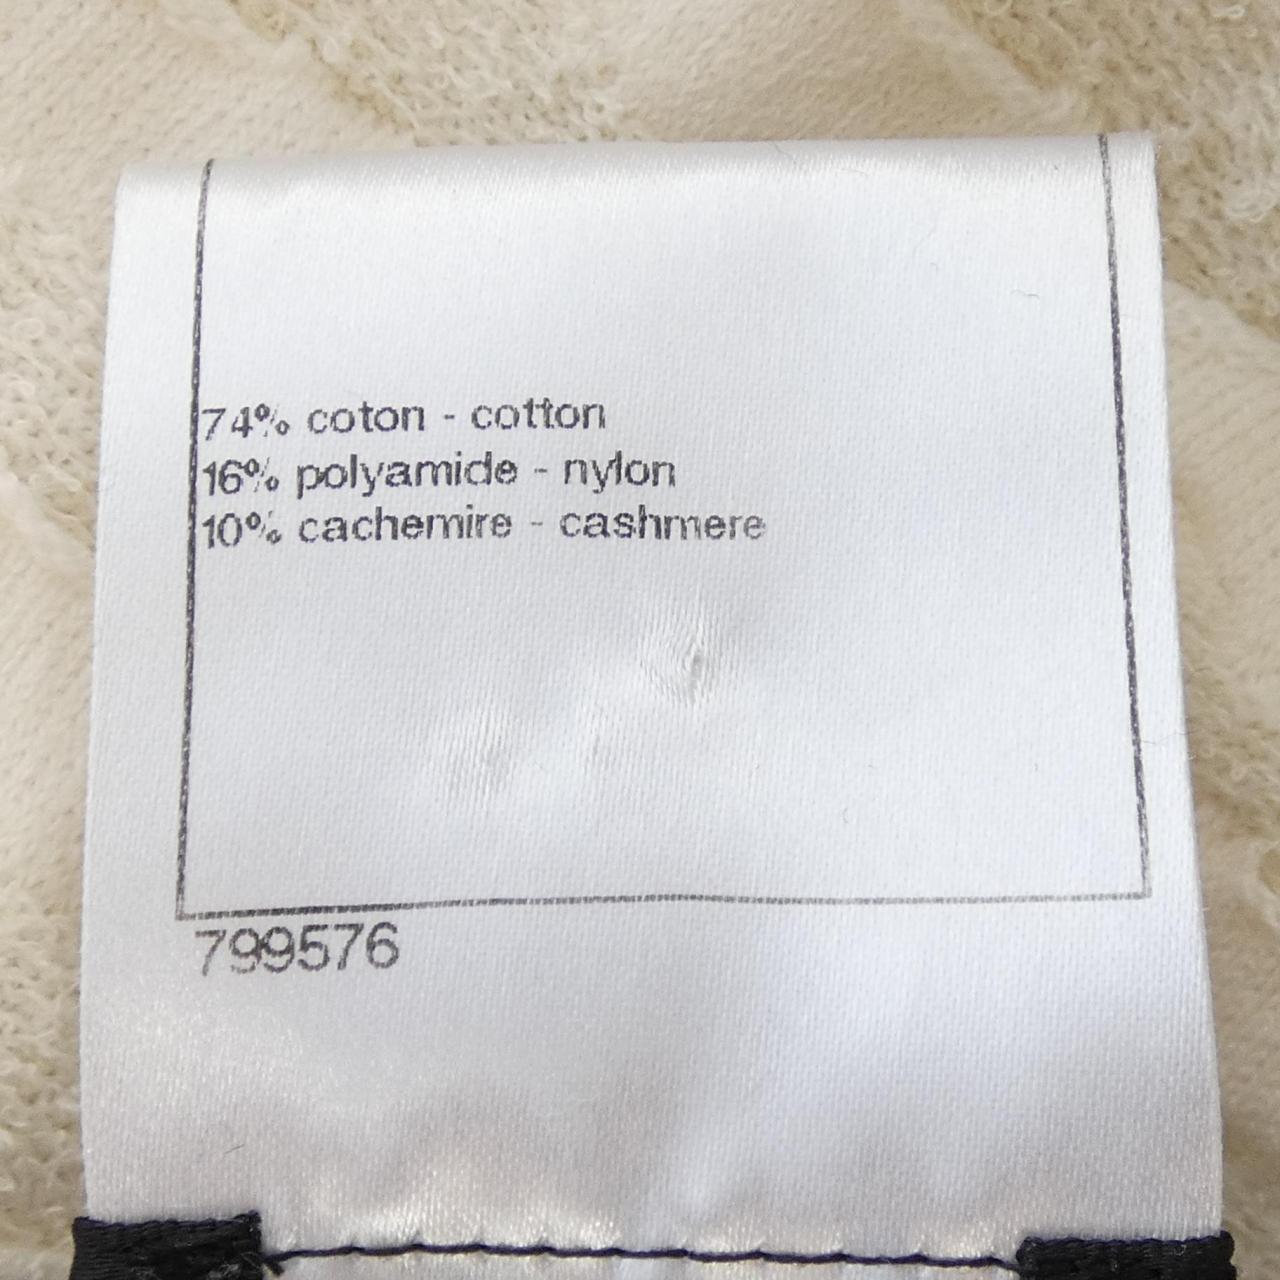 74% coton - cotton
16% polyamide - nylon
10% cachemire - cashmere
799576